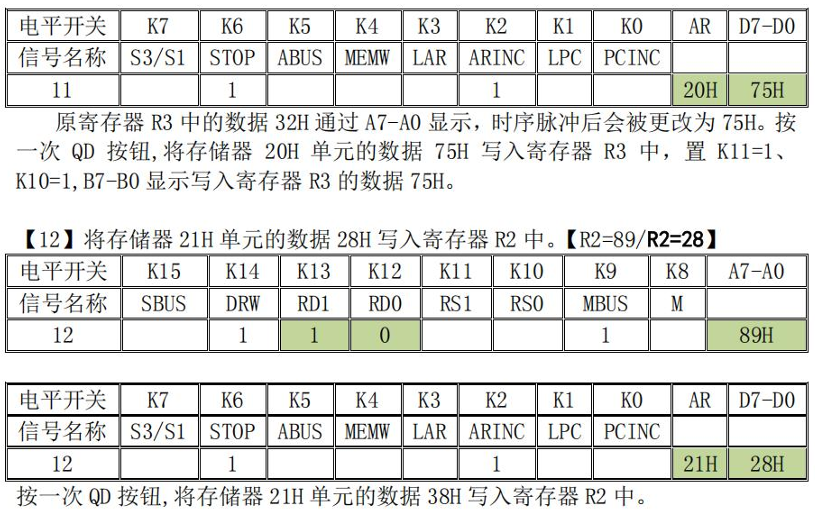 电平开关 K7 K6 K5 K4 K3 K2 K1 K0 AR D7-D0
信号名称 S3/S1 STOP ABUS MEMW LAR ARINC LPC PCINC
11 1 1 20H 75H
原寄存器 R3 中的数据 32H 通过 A7-A0 显示，时序脉冲后会被更改为 75H。按
一次 QD 按钮,将存储器 20H 单元的数据 75H 写入寄存器 R3 中，置 K11=1、
K10=1,B7-B0 显示写入寄存器 R3 的数据 75H。
【12】将存储器 21H 单元的数据 28H 写入寄存器 R2 中。【R2=89/R2=28】
电平开关 K15 K14 K13 K12 K11 K10 K9 K8 A7-A0
信号名称 SBUS DRW RD1 RD0 RS1 RS0 MBUS M
12 1 1 0 1 89H
电平开关 K7 K6 K5 K4 K3 K2 K1 K0 AR D7-D0
信号名称 S3/S1 STOP ABUS MEMW LAR ARINC LPC PCINC
12 1 1 21H 28H
按一次 QD 按钮,将存储器 21H 单元的数据 38H 写入寄存器 R2 中。